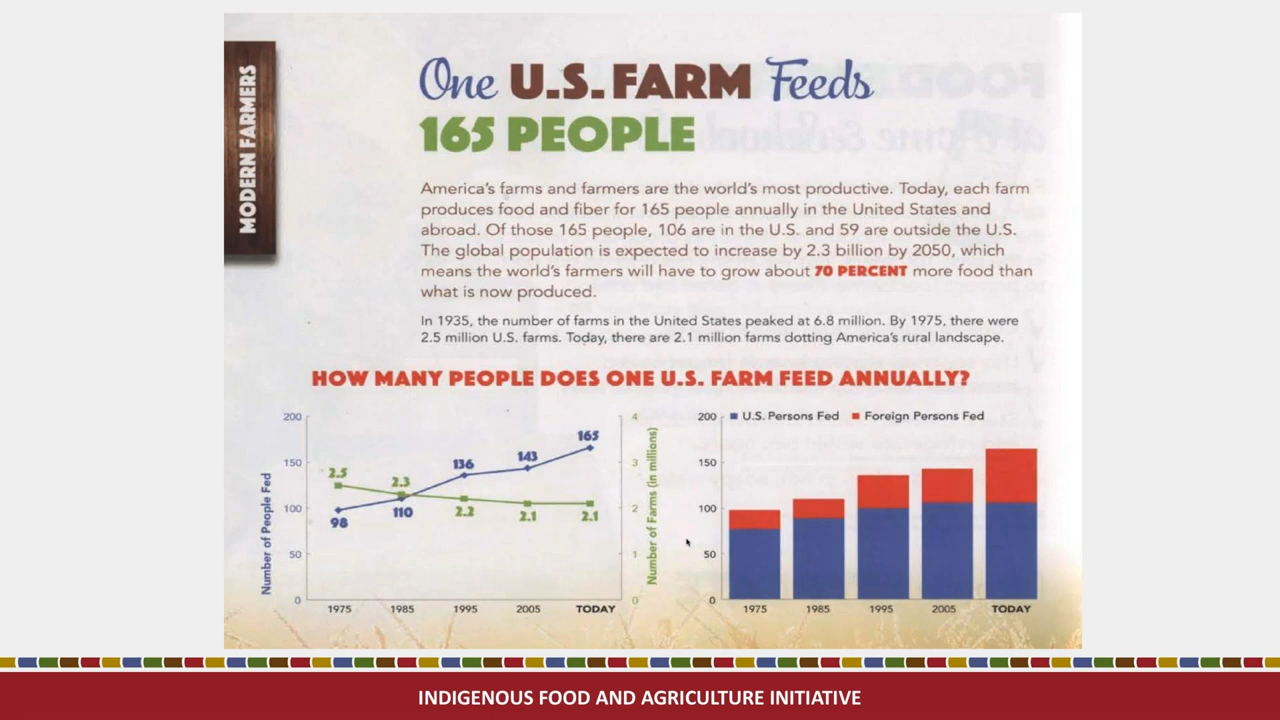 MODERN FARMERS
One U.S. FARM Feeds
165 PEOPLE
America's farms and farmers are the world's most productive. Today, each farm
produces food and fiber for 165 people annually in the United States and
abroad. Of those 165 people, 106 are in the U.S. and 59 are outside the U.S.
The global population is expected to increase by 2.3 billion by 2050, which
means the world's farmers will have to grow about 70 PERCENT more food than
what is now produced.
In 1935, the number of farms in the United States peaked at 6.8 million. By 1975, there were
2.5 million U.S. farms. Today, there are 2.1 million farms dotting America's rural landscape.
HOW MANY PEOPLE DOES ONE U.S. FARM FEED ANNUALLY?
Number of People Fed
200
150
100
50
0
2.5
2.3
2.2
2.1
2.1
98
110
136
143
165
1975
1985
1995
2005
TODAY
4
3
2
1
0
Number of Farms (in millions)
U.S. Persons Fed
Foreign Persons Fed
200
150
100
50
0
1975
1985
1995
2005
TODAY
INDIGENOUS FOOD AND AGRICULTURE INITIATIVE